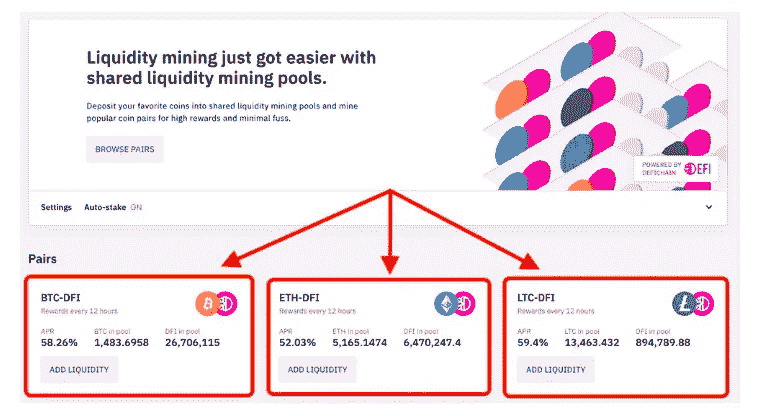 Liquidity mining just got easier with
shared liquidity mining pools.
Deposit your favorite coins into shared liquidity mining pools and mine
popular coin pairs for high rewards and minimal fuss.
BROWSE PAIRS
POWERED BY
DEFICHAIN
DEFI
Settings Auto-stake ON
Pairs
BTC-DFI
Rewards every 12 hours
APR BTC in pool DFI in pool
58.26% 1,483.6958 26,706,115
ADD LIQUIDITY
ETH-DFI
Rewards every 12 hours
APR ETH in pool DFI in pool
52.03% 5,165.1474 6,470,247.4
ADD LIQUIDITY
LTC-DFI
Rewards every 12 hours
APR LTC in pool DFI in pool
59.4% 13,463.432 894,789.88
ADD LIQUIDITY